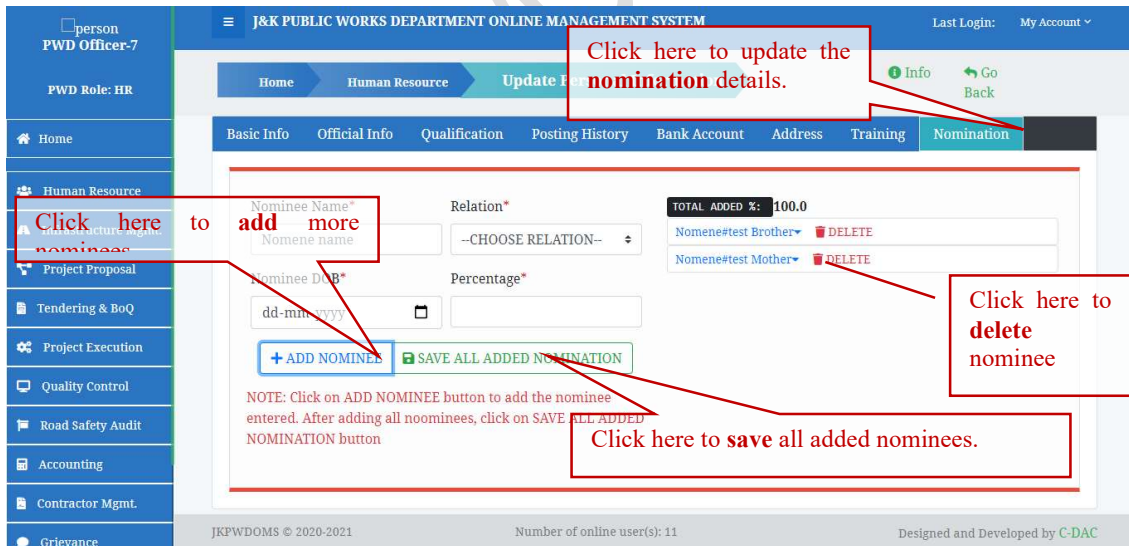 person
PWD Officer-7
PWD Role: HR
Home
Human Resource
Infrastructure Mgmt.
Project Proposal
Tendering & BoQ
Project Execution
Quality Control
Road Safety Audit
Accounting
Contractor Mgmt.
Grievance
J&K PUBLIC WORKS DEPARTMENT ONLINE MANAGEMENT SYSTEM
Last Login: My Account
Home Human Resource Update
Info Go Back
Click here to update the
nomination details.
Basic Info Official Info Qualification Posting History Bank Account Address Training Nomination
Click here to add more
nominees
Nominee Name* Relation*
Nomene name --CHOOSE RELATION--
Nominee DOB* Percentage*
dd-mm-yyyy
+ ADD NOMINEE SAVE ALL ADDED NOMINATION
NOTE: Click on ADD NOMINEE button to add the nominee
entered. After adding all noominees, click on SAVE ALL ADDED
NOMINATION button
TOTAL ADDED %: 100.0
Nomene#test Brother DELETE
Nomene#test Mother DELETE
Click here to
delete
nominee
Click here to save all added nominees.
JKPWDOMS © 2020-2021 Number of online user(s): 11 Designed and Developed by C-DAC